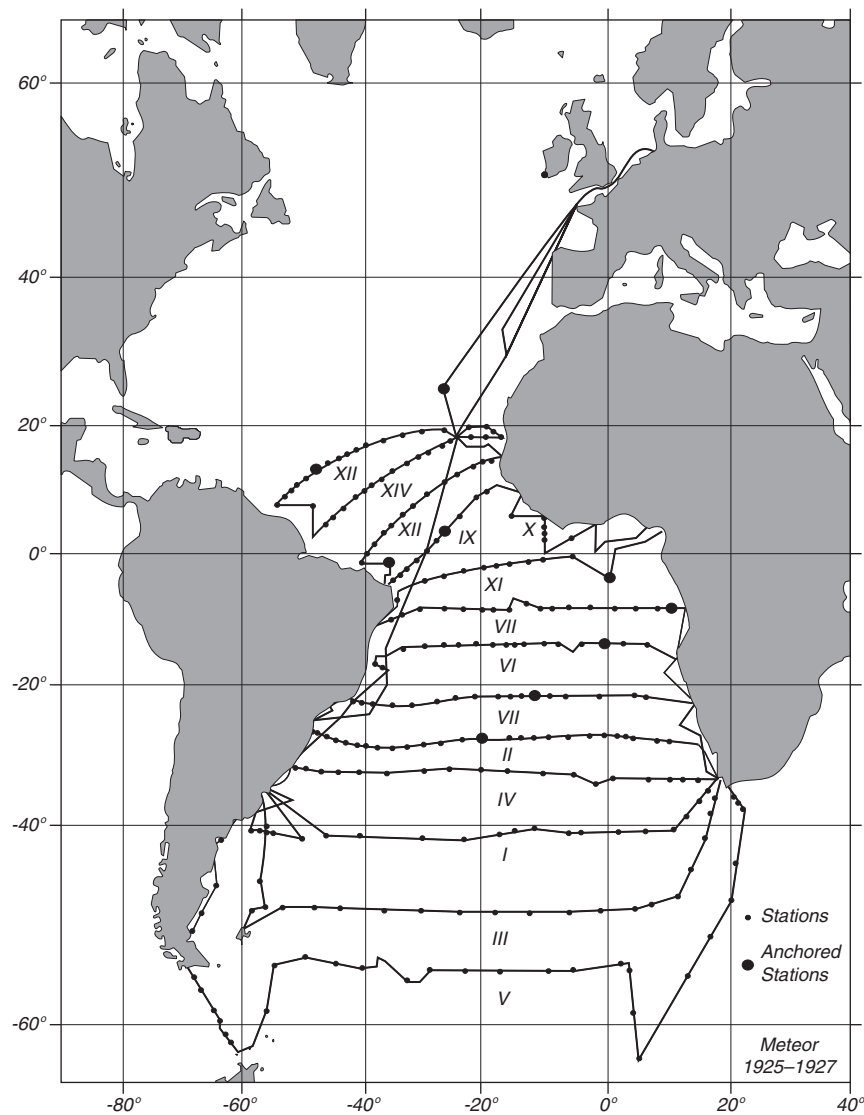 60°
40°
20°
0°
-20°
-40°
-60°
XII
XIV
XII
IX
X
XI
VII
VI
VII
II
IV
I
III
V
Stations
Anchored
Stations
Meteor
1925–1927
-80°
-60°
-40°
-20°
0°
20°
40°